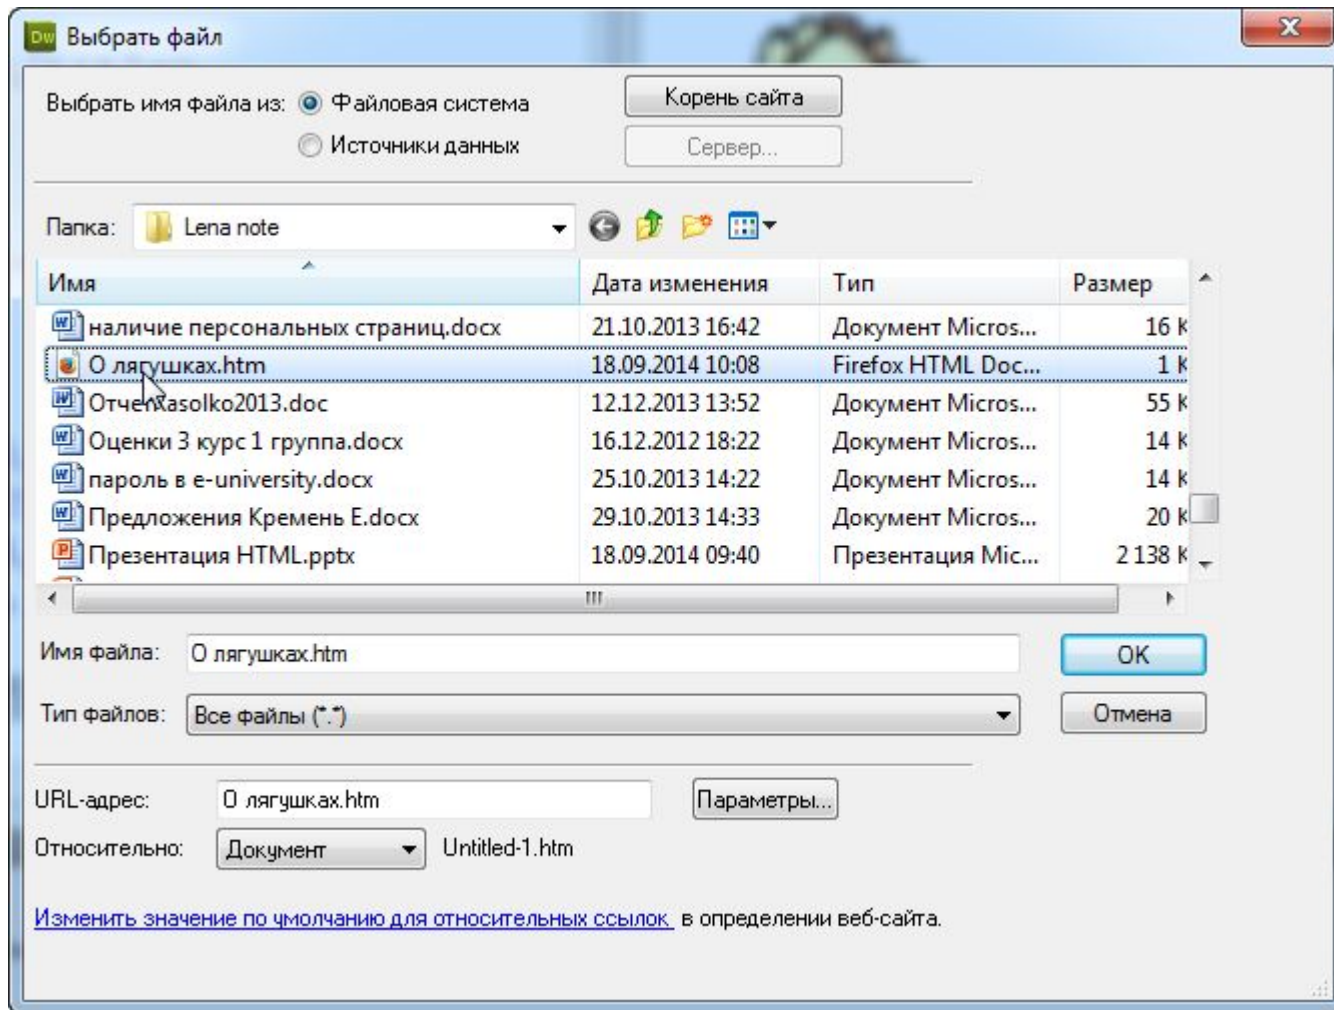 Dw Выбрать файл
Выбрать имя файла из: Файловая система Корень сайта
Источники данных Сервер...
Папка: Lena note
Имя Дата изменения Тип Размер
наличие персональных страниц.docx 21.10.2013 16:42 Документ Micros... 16 К
О лягушках.htm 18.09.2014 10:08 Firefox HTML Doc... 1 К
12.12.2013 13:52 Документ Micros... 55 К
Оценки 3 курс 1 группа.docx 16.12.2012 18:22 Документ Micros... 14 К
пароль в e-university.docx 25.10.2013 14:22 Документ Micros... 14 К
Предложения Кремень Е.docx 29.10.2013 14:33 Документ Micros... 20 К
Презентация HTML.pptx 18.09.2014 09:40 Презентация Mic... 2 138 К
Имя файла: О лягушках.htm OK
Тип файлов: Все файлы (*.*) Отмена
URL-адрес: О лягушках.htm Параметры...
Относительно: Документ Untitled-1.htm
Изменить значение по умолчанию для относительных ссылок в определении веб-сайта.